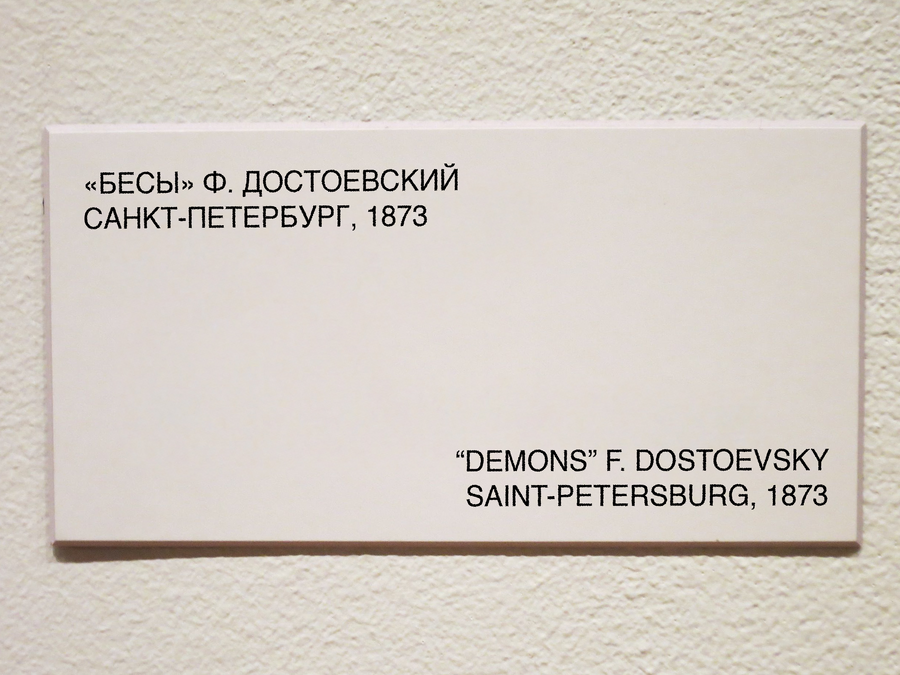 «БЕСЫ» Ф. ДОСТОЕВСКИЙ
САНКТ-ПЕТЕРБУРГ, 1873
“DEMONS” F. DOSTOEVSKY
SAINT-PETERSBURG, 1873